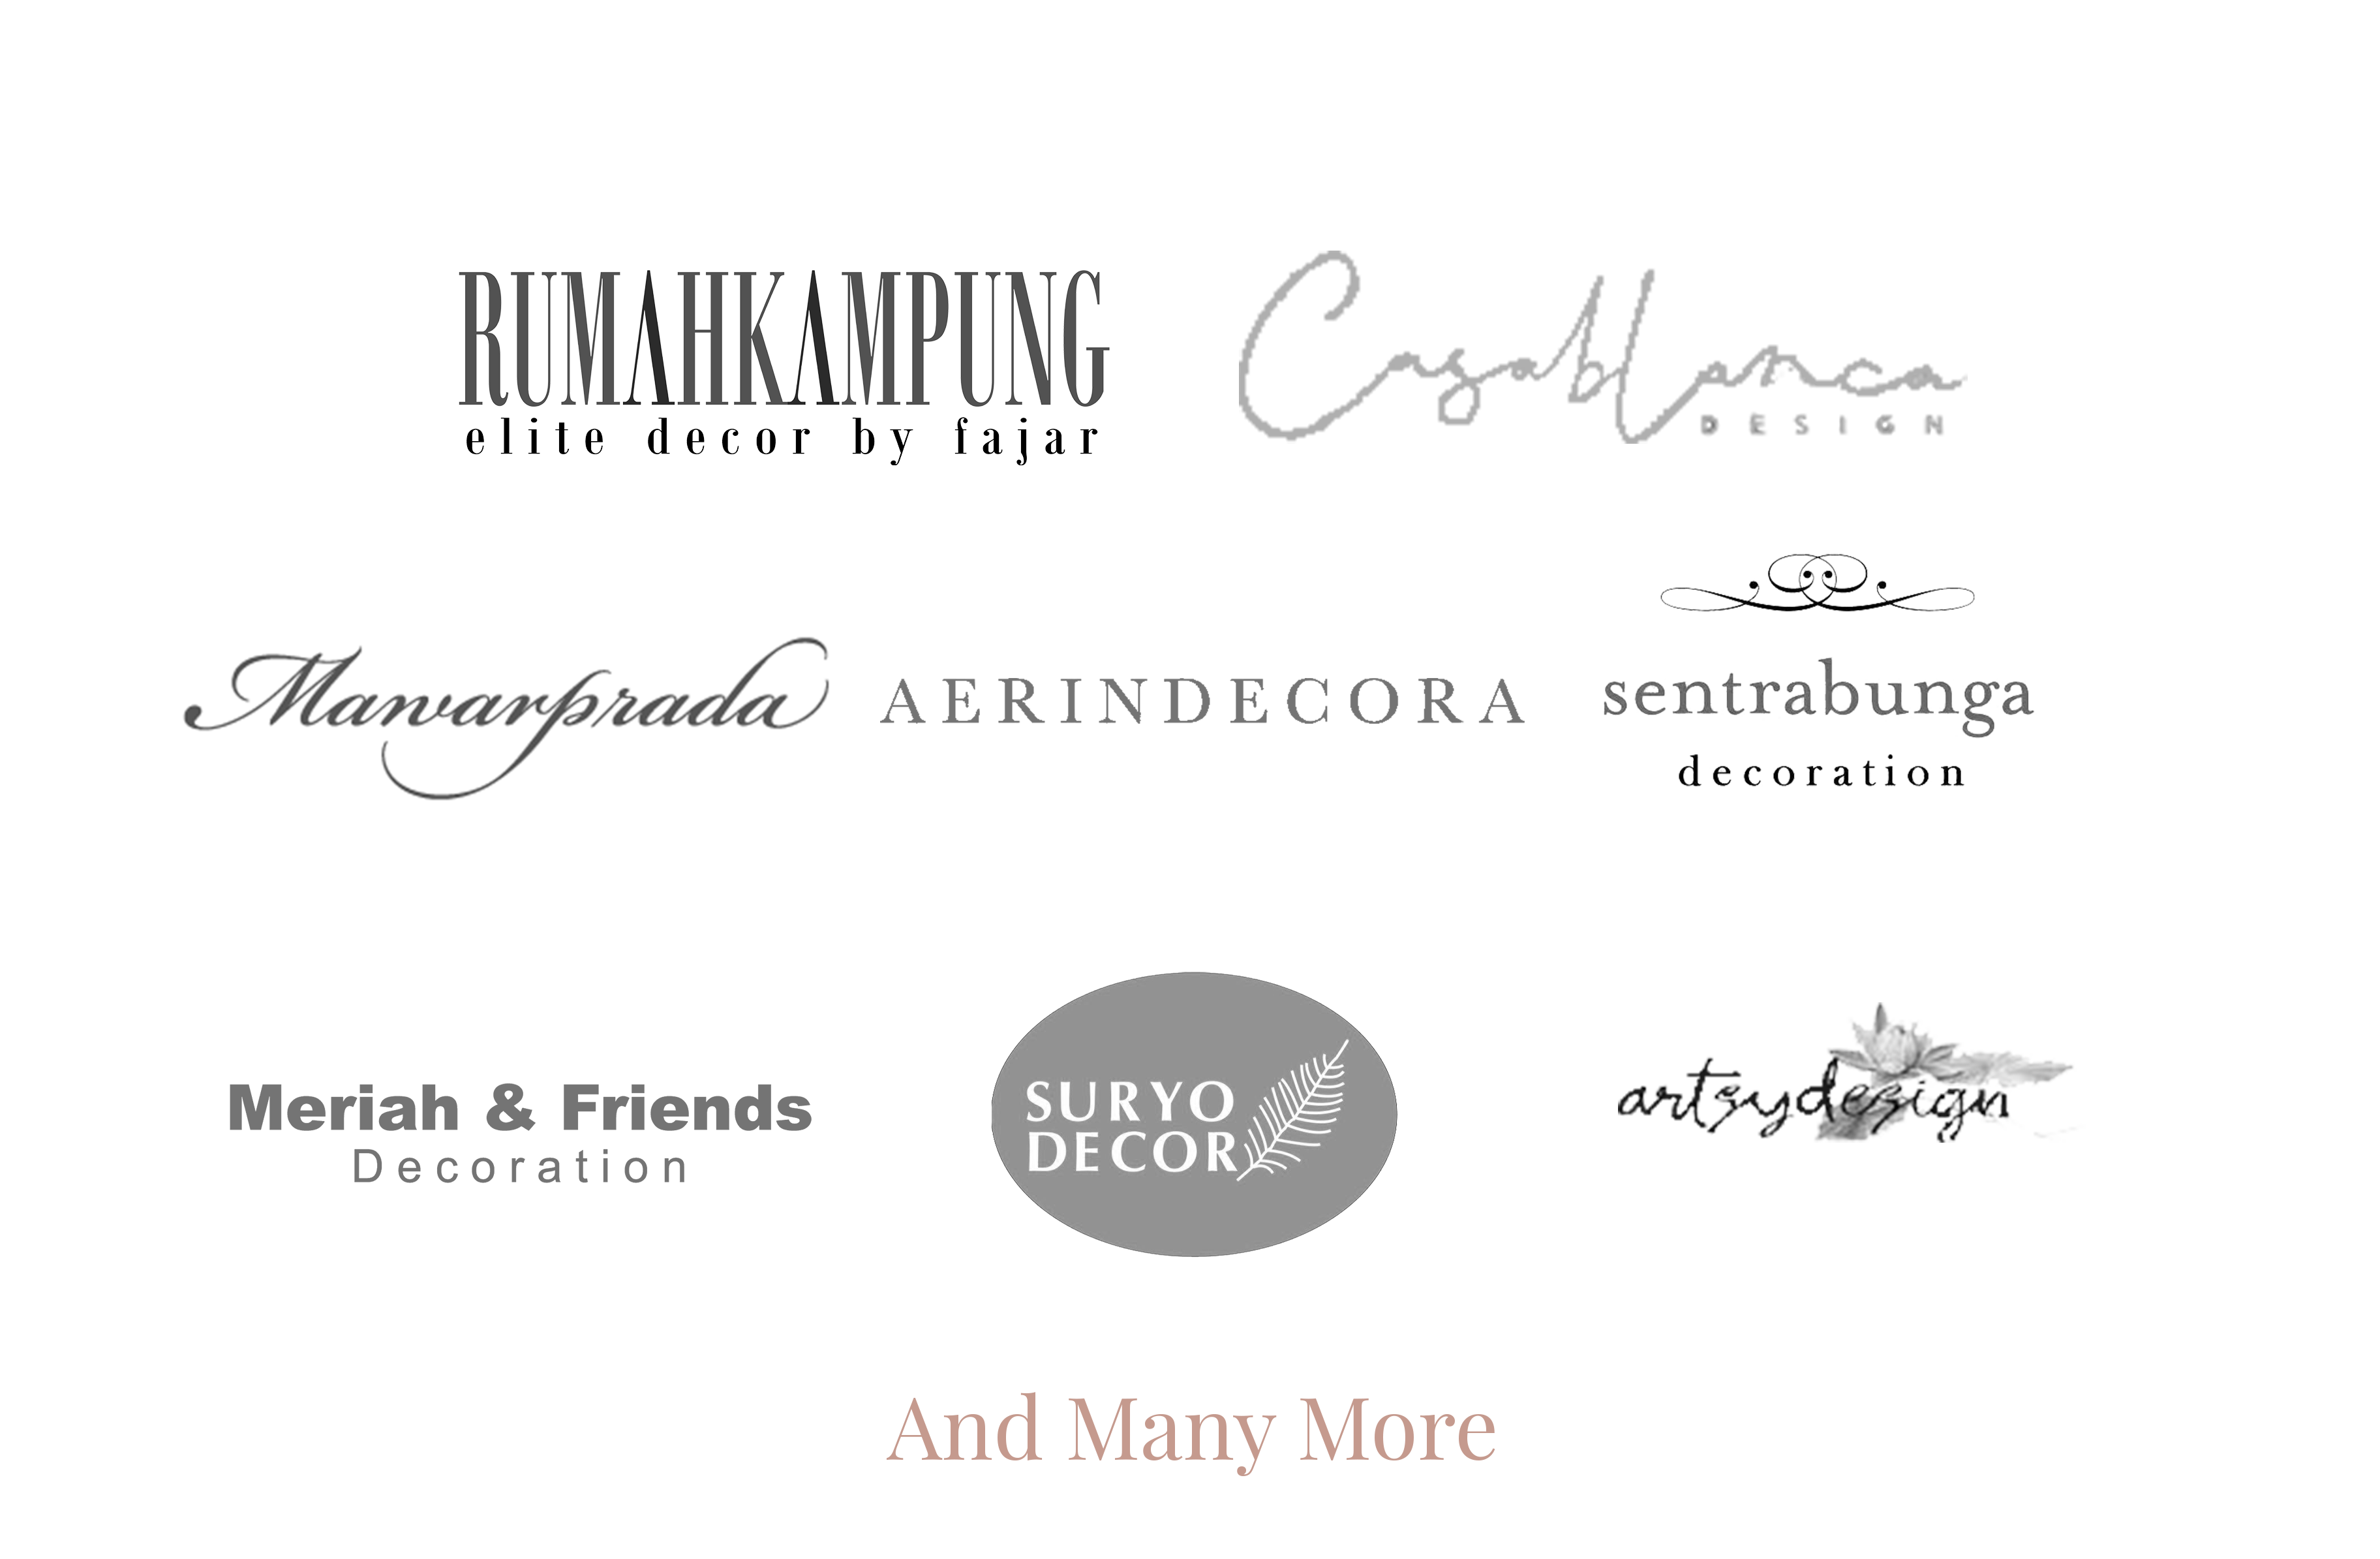 RUMAHKAMPUNG
elite decor by fajar
Casablanca
DESIGN
Mawarprada
AERINDECORA
sentrabunga
decoration
Meriah & Friends
Decoration
SURYO
DECOR
artsydesign
And Many More